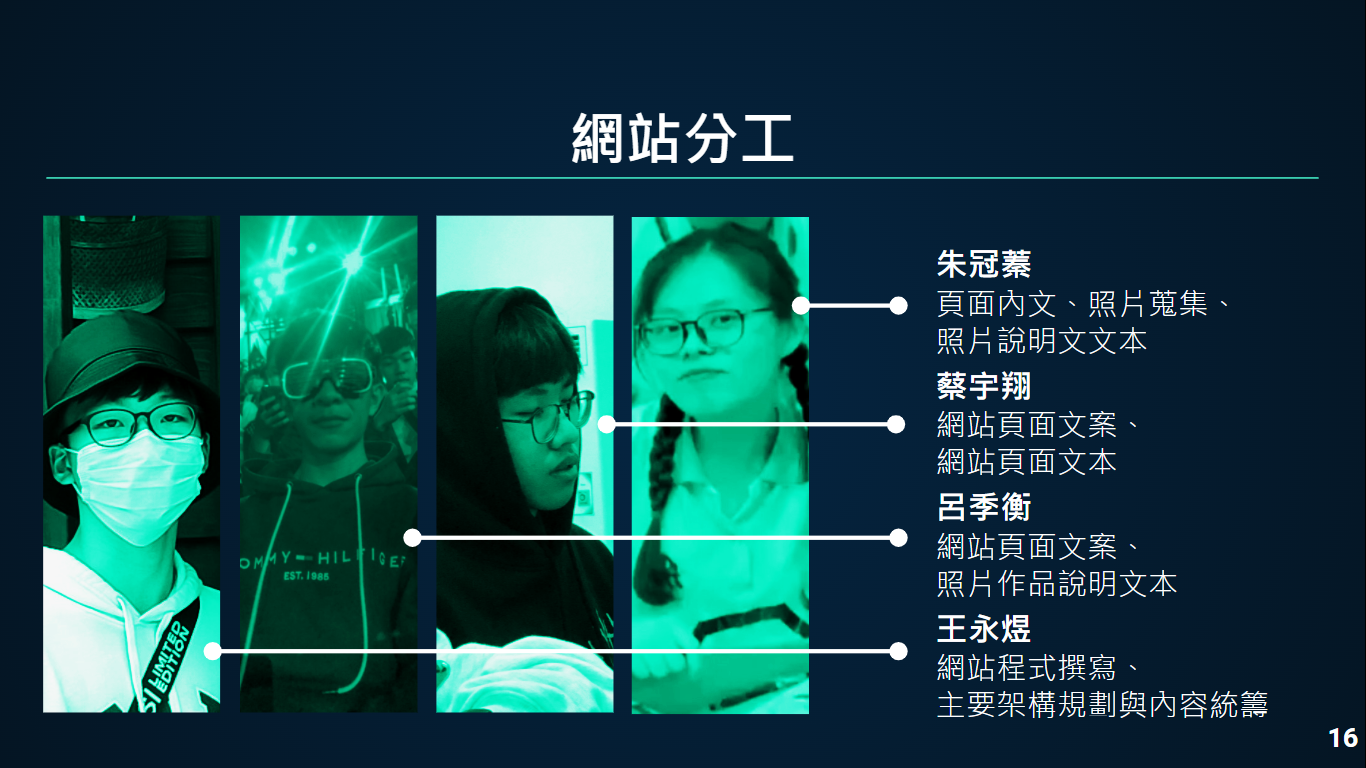 網站分工
朱冠蓁
頁面內文、照片蒐集、
照片說明文文本
蔡宇翔
網站頁面文案、
網站頁面文本
呂季衡
網站頁面文案、
照片作品說明文本
王永煜
網站程式撰寫、
主要架構規劃與內容統籌
OMMY HILFIGER
EST. 1985
LIMITED
EDITION
16